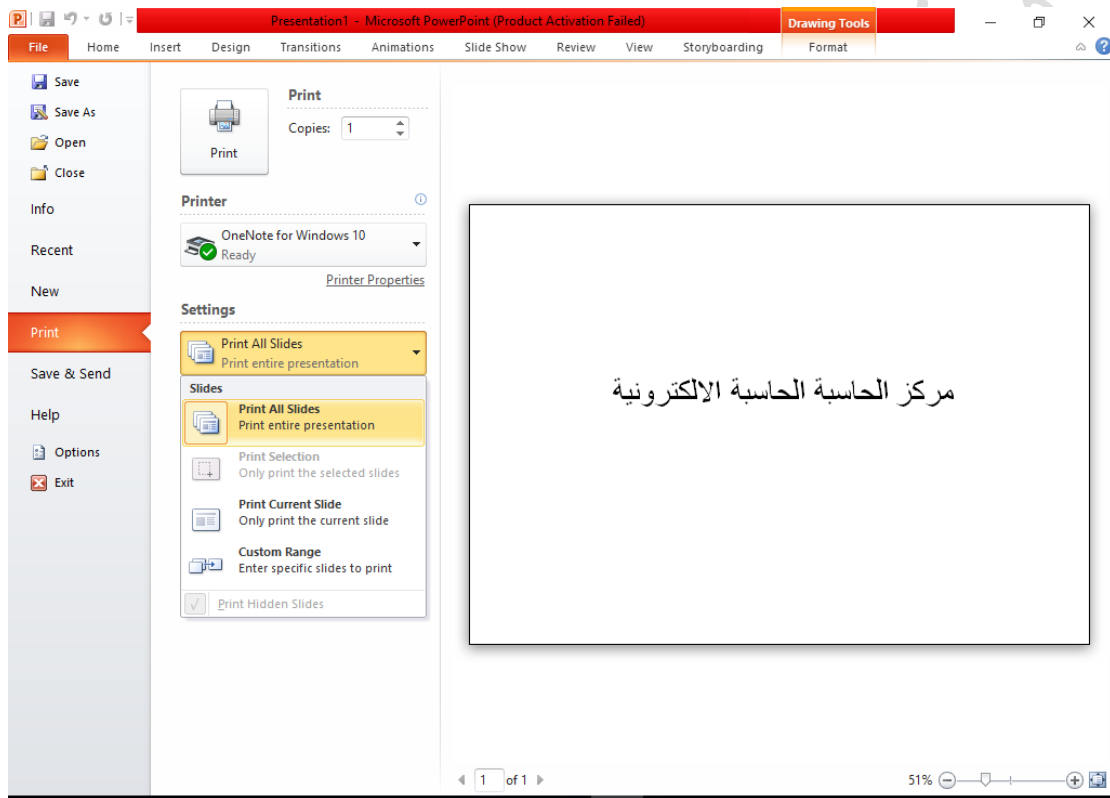 Presentation1 - Microsoft PowerPoint (Product Activation Failed)
Drawing Tools
File Home Insert Design Transitions Animations Slide Show Review View Storyboarding Format
Save
Save As
Open
Close
Info
Recent
New
Print
Save & Send
Help
Options
Exit
Print
Print
Copies: 1
Printer
OneNote for Windows 10
Ready
Printer Properties
Settings
Print All Slides
Print entire presentation
Slides
Print All Slides
Print entire presentation
Print Selection
Only print the selected slides
Print Current Slide
Only print the current slide
Custom Range
Enter specific slides to print
Print Hidden Slides
مركز الحاسبة الحاسبة الالكترونية
1 of 1
51%